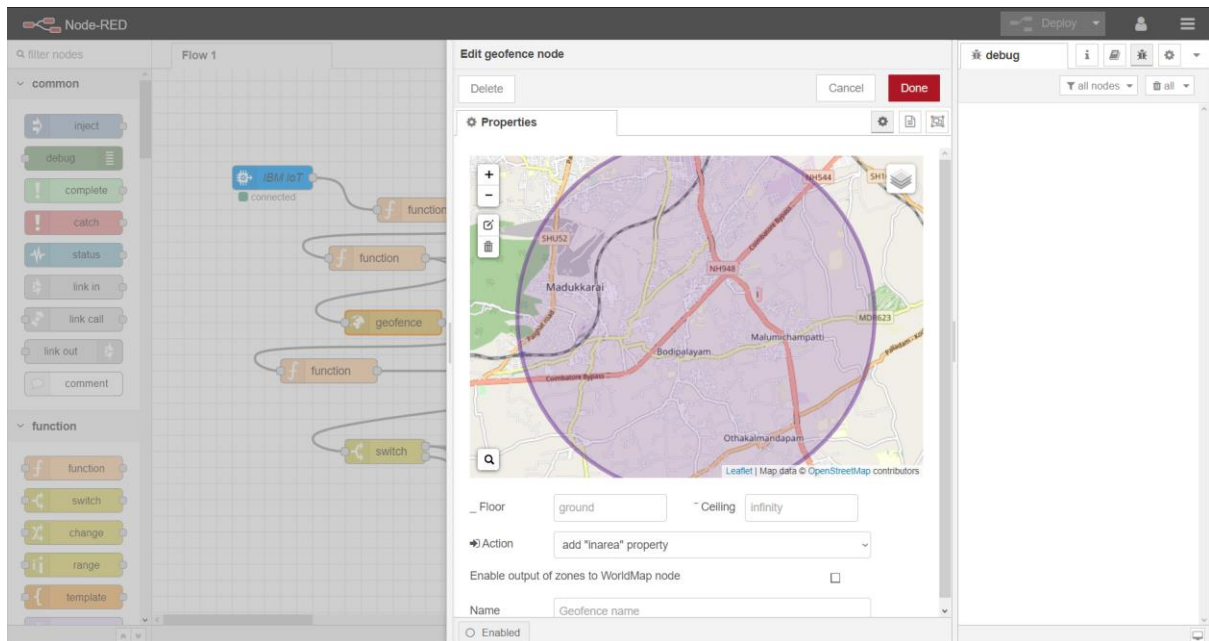 Node-RED
Deploy
filter nodes
common
inject
debug
complete
catch
status
link in
link call
link out
comment
function
function
switch
change
range
template
Flow 1
IBM IoT
connected
function
function
geofence
function
switch
Edit geofence node
Delete
Cancel
Done
Properties
+
−
NH544
SHU52
NH948
Madukkarai
Palghat Road
Coimbatore Bypass
Coimbatore Bypass
MDR623
Malumichampatti
Bodipalayam
Othakalmandapam
Leaflet | Map data © OpenStreetMap contributors
Floor
ground
Ceiling
infinity
Action
add "inarea" property
Enable output of zones to WorldMap node
Name
Geofence name
Enabled
debug
i
all nodes
all